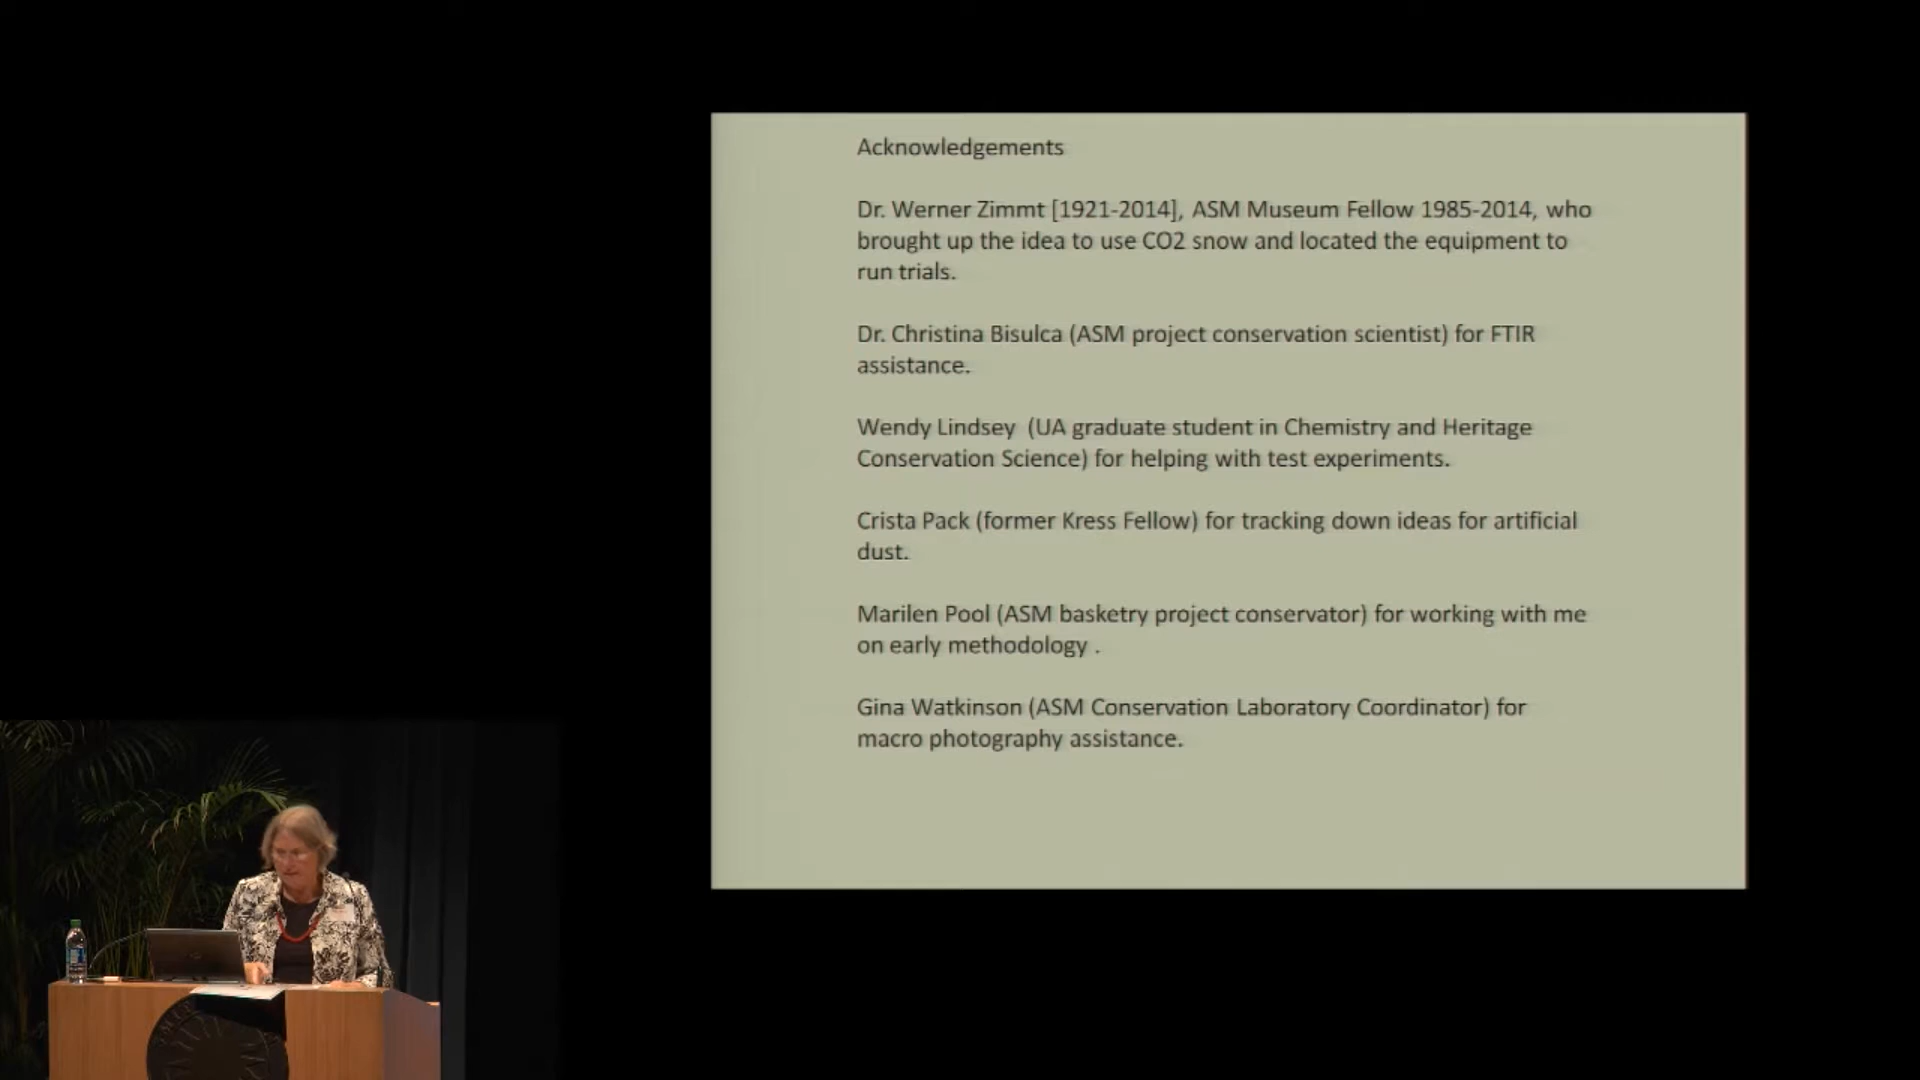 Acknowledgements
Dr. Werner Zimmt [1921-2014], ASM Museum Fellow 1985-2014, who
brought up the idea to use CO2 snow and located the equipment to
run trials.
Dr. Christina Bisulca (ASM project conservation scientist) for FTIR
assistance.
Wendy Lindsey (UA graduate student in Chemistry and Heritage
Conservation Science) for helping with test experiments.
Crista Pack (former Kress Fellow) for tracking down ideas for artificial
dust.
Marilen Pool (ASM basketry project conservator) for working with me
on early methodology .
Gina Watkinson (ASM Conservation Laboratory Coordinator) for
macro photography assistance.